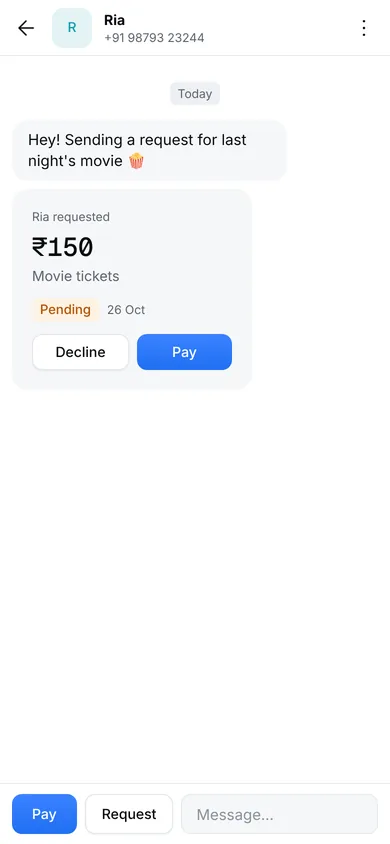 R
Ria
+91 98793 23244
Today
Hey! Sending a request for last
night's movie 🍿
Ria requested
₹150
Movie tickets
Pending 26 Oct
Decline Pay
Pay Request Message...